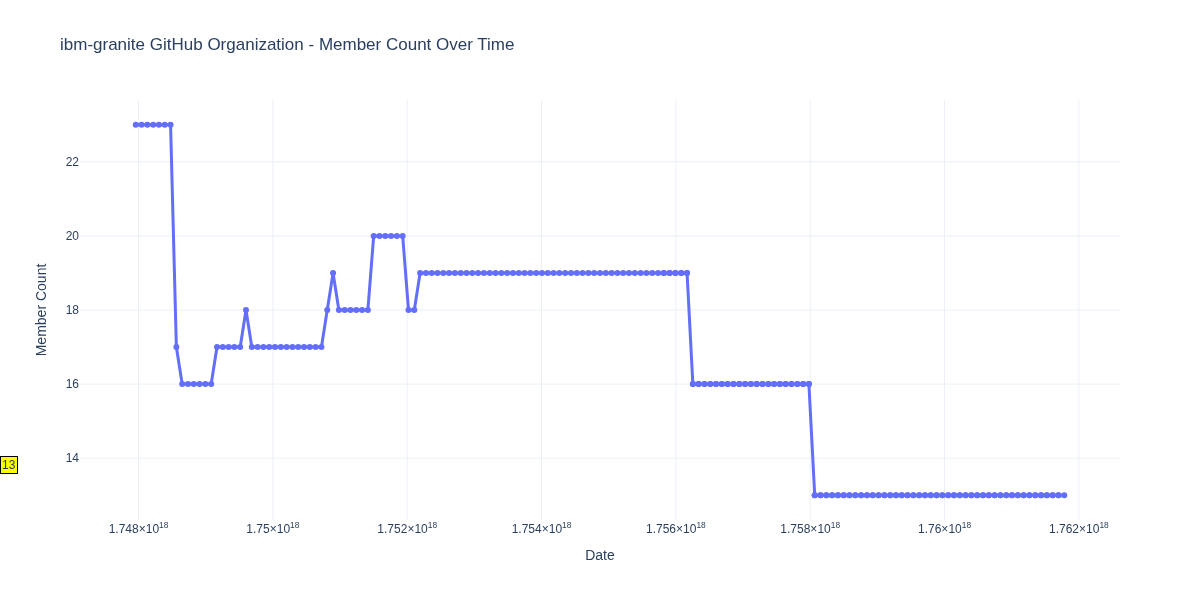 ibm-granite GitHub Organization - Member Count Over Time
Member Count
22
20
18
16
14
13
1.748×10¹⁸ 1.75×10¹⁸ 1.752×10¹⁸ 1.754×10¹⁸ 1.756×10¹⁸ 1.758×10¹⁸ 1.76×10¹⁸ 1.762×10¹⁸
Date